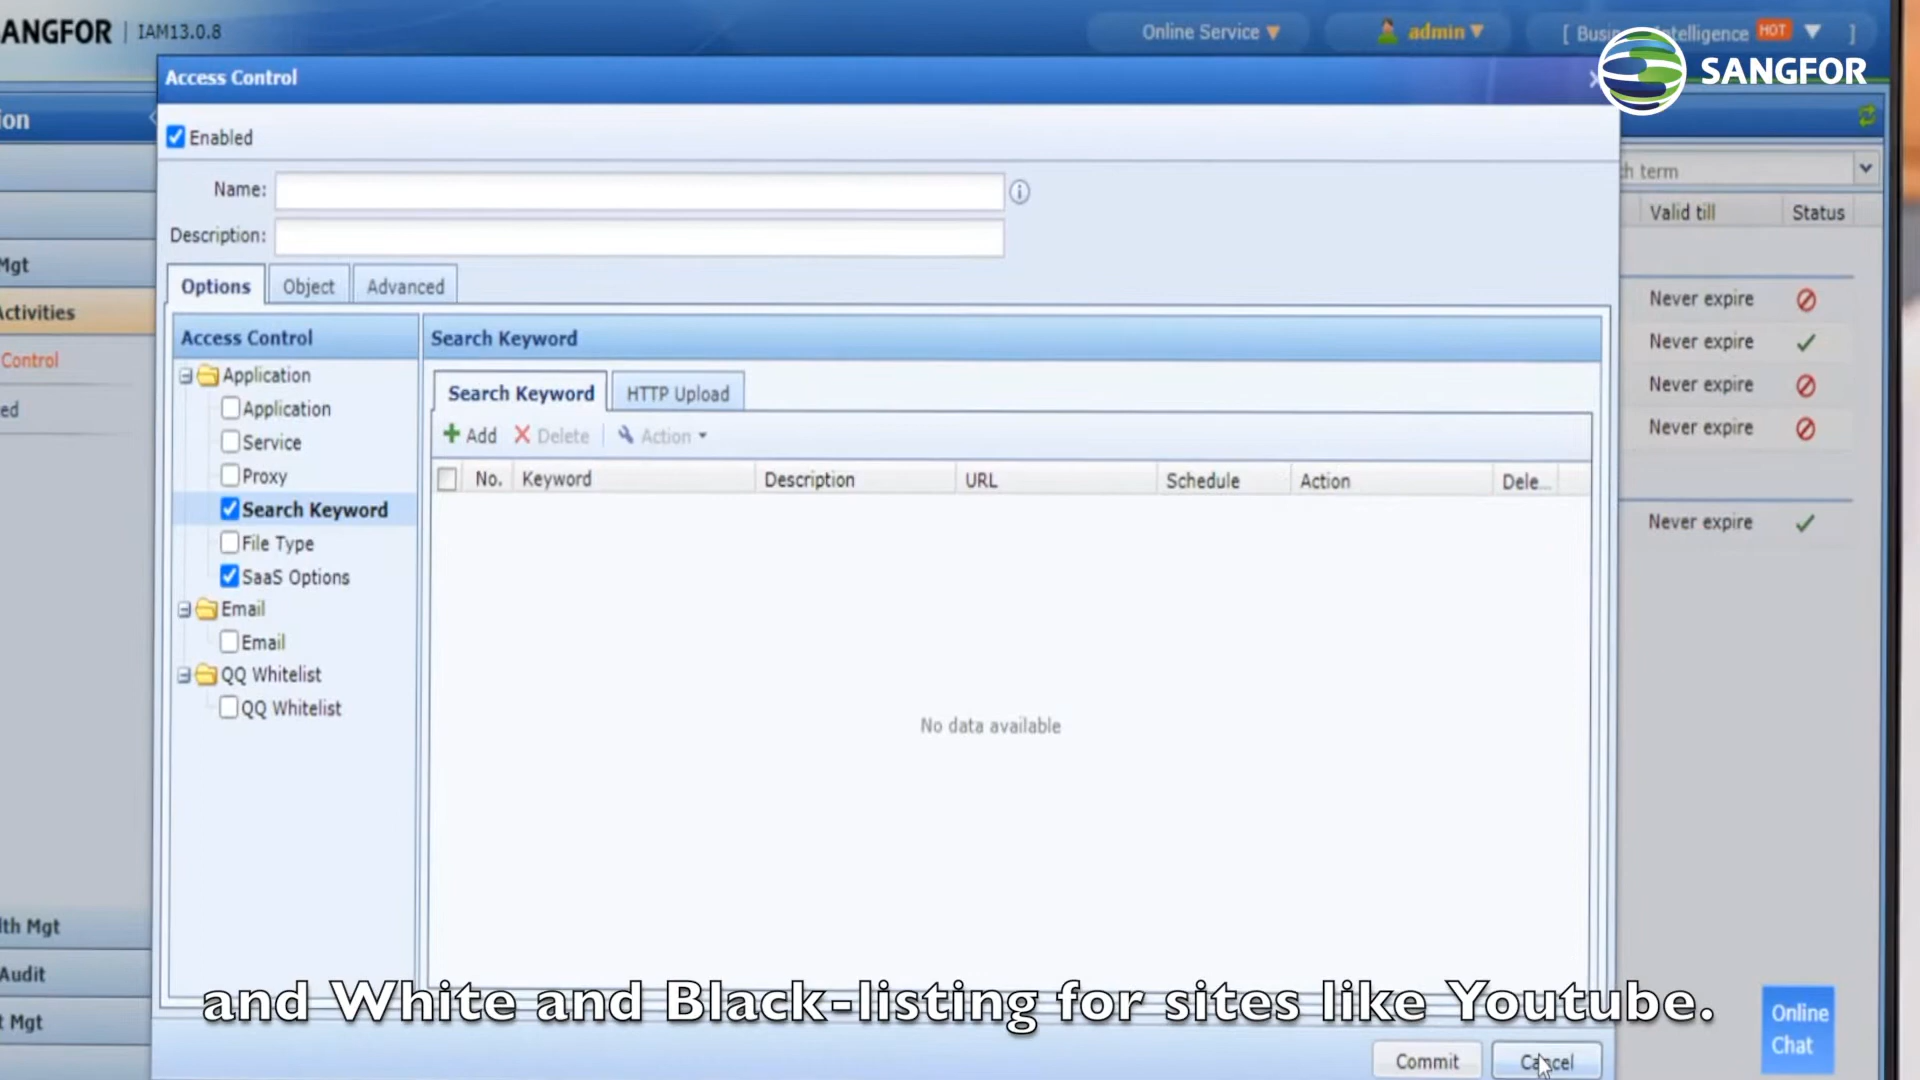 ANGFOR | IAM13.0.8
Online Service
admin
[ Busin telligence HOT ]
SANGFOR
Access Control
ion
Enabled
Name:
h term
Description:
Valid till
Status
Mgt
Options
Object
Advanced
Activities
Never expire
Access Control
Search Keyword
Never expire
Control
Application
Never expire
Search Keyword
HTTP Upload
ed
Application
Never expire
Service
Add
Delete
Action
Proxy
No.
Keyword
Description
URL
Schedule
Action
Dele...
Search Keyword
Never expire
File Type
SaaS Options
Email
Email
QQ Whitelist
QQ Whitelist
No data available
lth Mgt
Audit
t Mgt
and White and Black-listing for sites like Youtube.
Online
Chat
Commit
Cancel